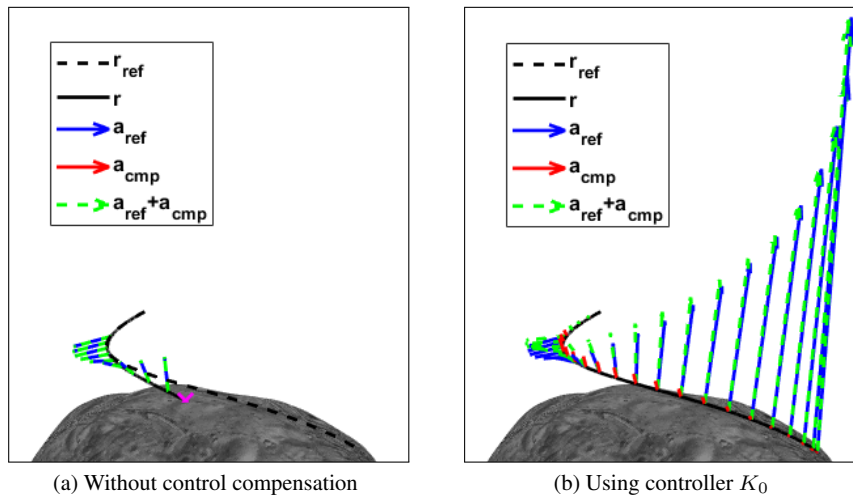 r_ref
r
a_ref
a_cmp
a_ref+a_cmp
(a) Without control compensation
r_ref
r
a_ref
a_cmp
a_ref+a_cmp
(b) Using controller K_0